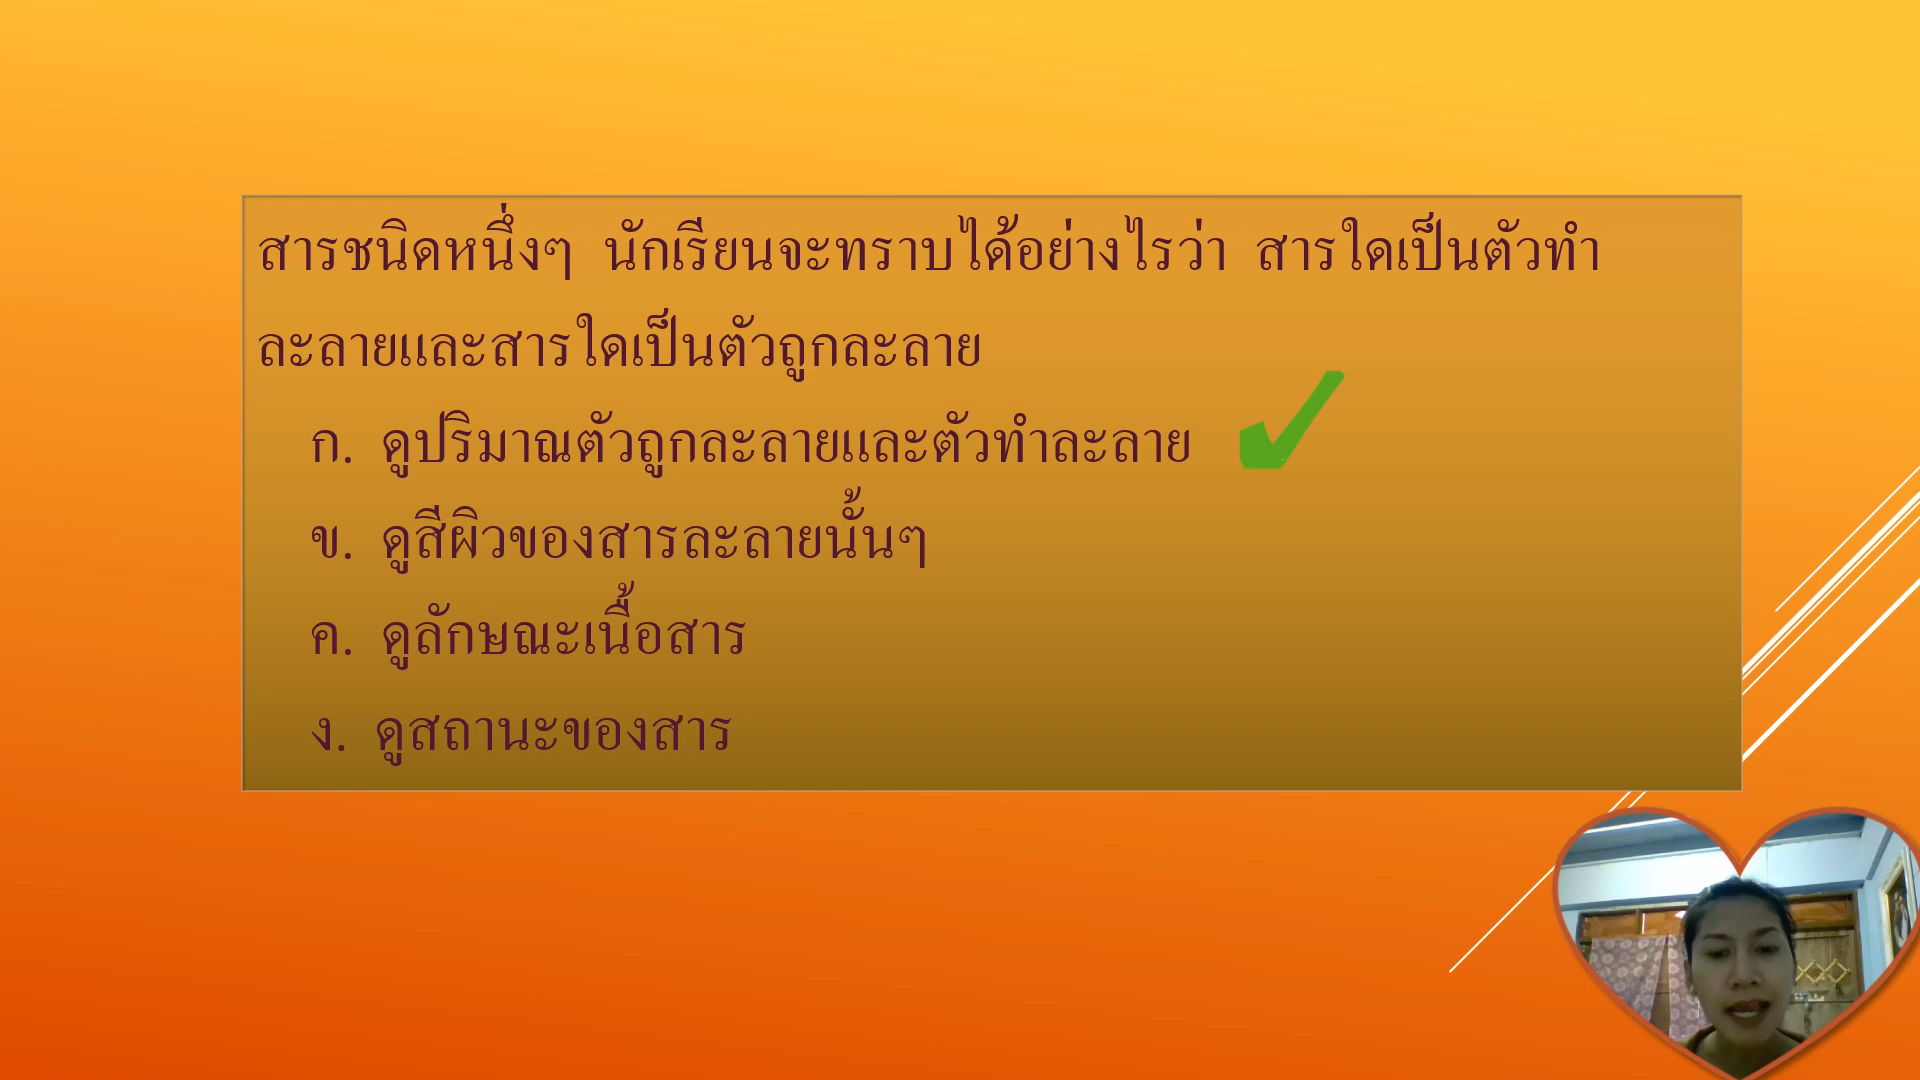 สารชนิดหนึ่งๆ นักเรียนจะทราบได้อย่างไรว่า สารใดเป็นตัวทำ
ละลายและสารใดเป็นตัวถูกละลาย
ก. ดูปริมาณตัวถูกละลายและตัวทำละลาย
ข. ดูสีผิวของสารละลายนั้นๆ
ค. ดูลักษณะเนื้อสาร
ง. ดูสถานะของสาร